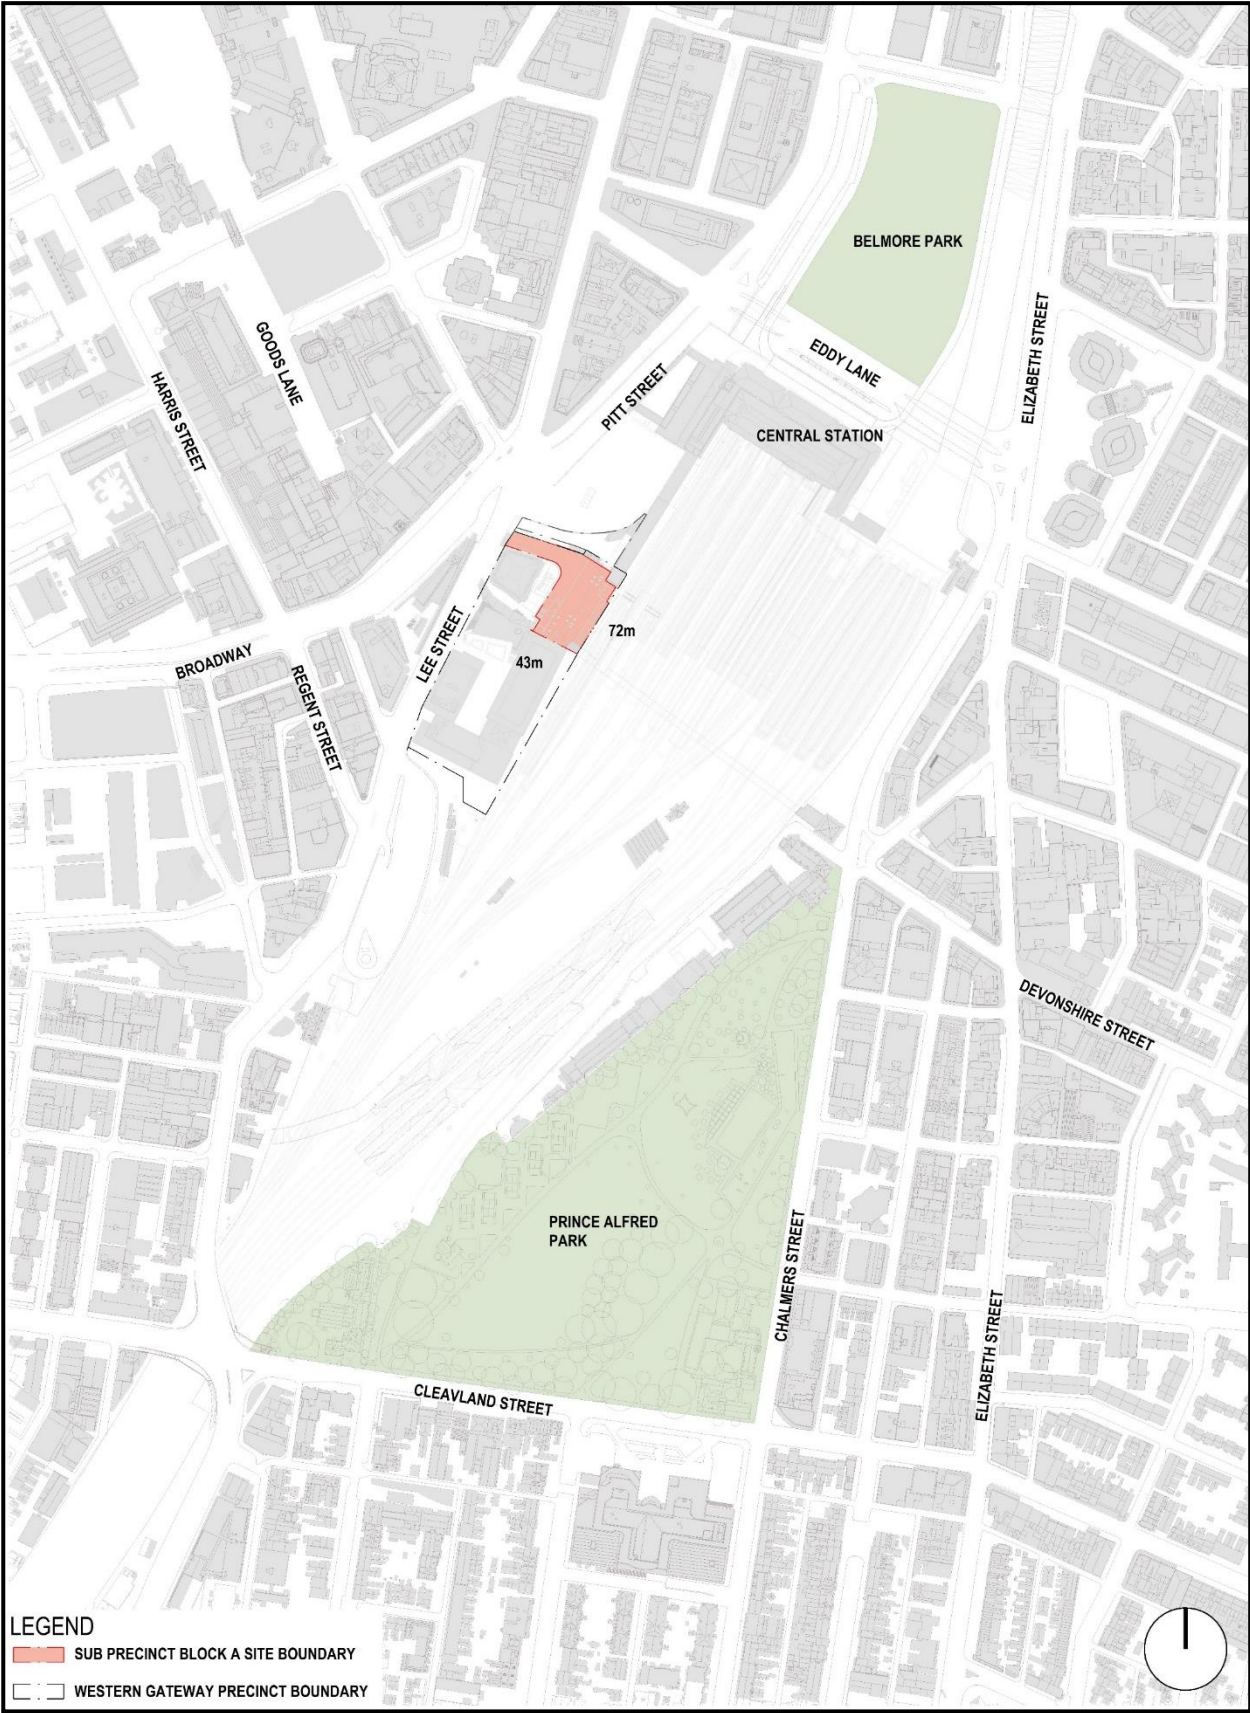 BELMORE PARK
ELIZABETH STREET
EDDY LANE
GOODS LANE
PITT STREET
HARRIS STREET
CENTRAL STATION
LEE STREET
72m
43m
BROADWAY
REGENT STREET
DEVONSHIRE STREET
PRINCE ALFRED
PARK
CHALMERS STREET
ELIZABETH STREET
CLEAVLAND STREET
LEGEND
SUB PRECINCT BLOCK A SITE BOUNDARY
WESTERN GATEWAY PRECINCT BOUNDARY